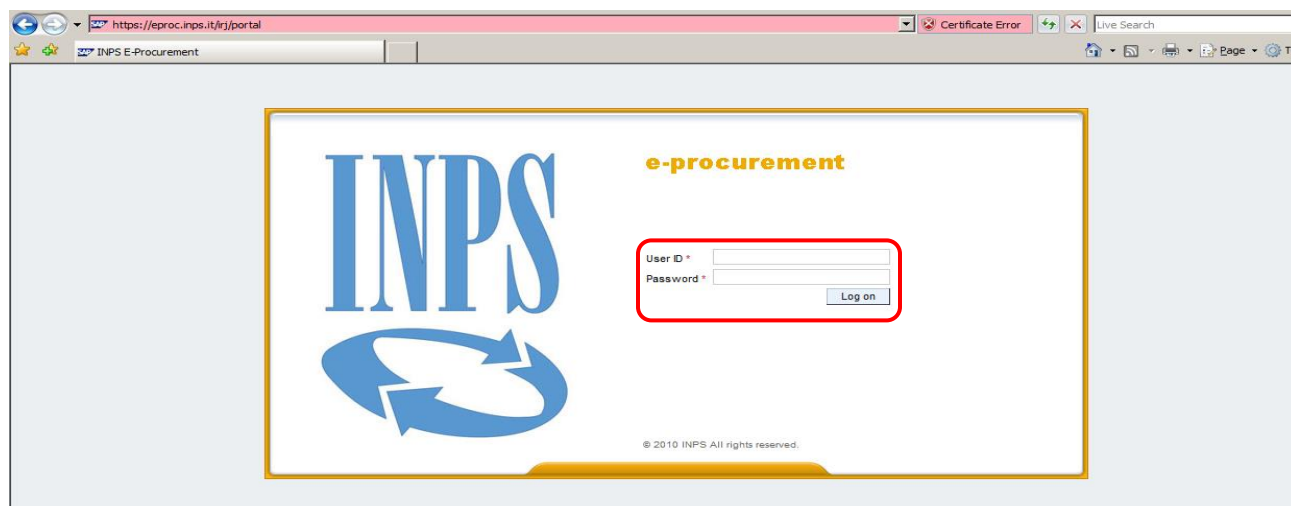 https://eproc.inps.it/irj/portal Certificate Error Live Search
INPS E-Procurement Page T
INPS
e-procurement
User ID *
Password *
Log on
© 2010 INPS All rights reserved.